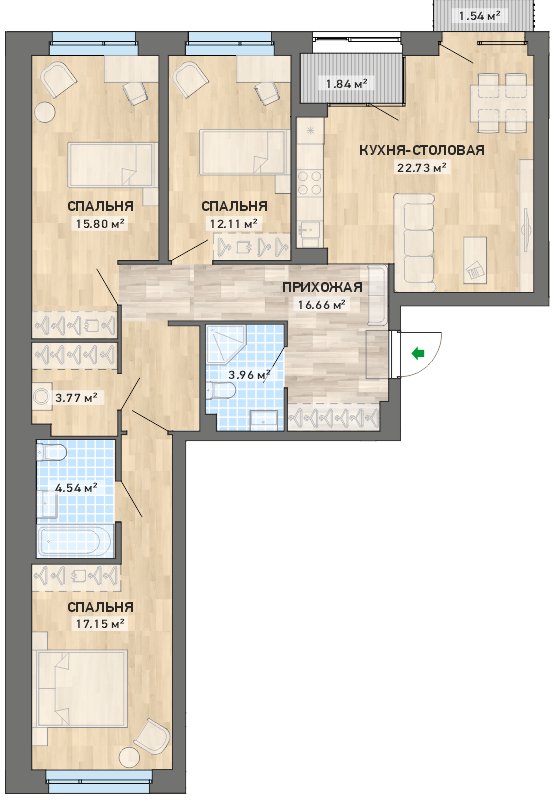 1.54 м²
1.84 м²
КУХНЯ-СТОЛОВАЯ
22.73 м²
СПАЛЬНЯ
15.80 м²
СПАЛЬНЯ
12.11 м²
ПРИХОЖАЯ
16.66 м²
3.96 м²
3.77 м²
4.54 м²
СПАЛЬНЯ
17.15 м²